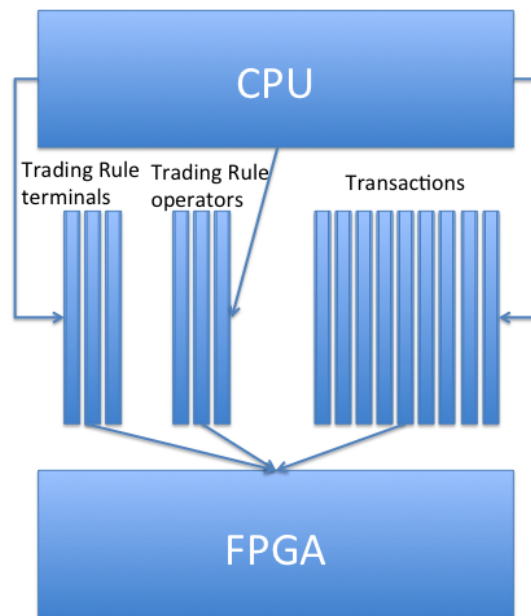 CPU
Trading Rule
terminals
Trading Rule
operators
Transactions
FPGA